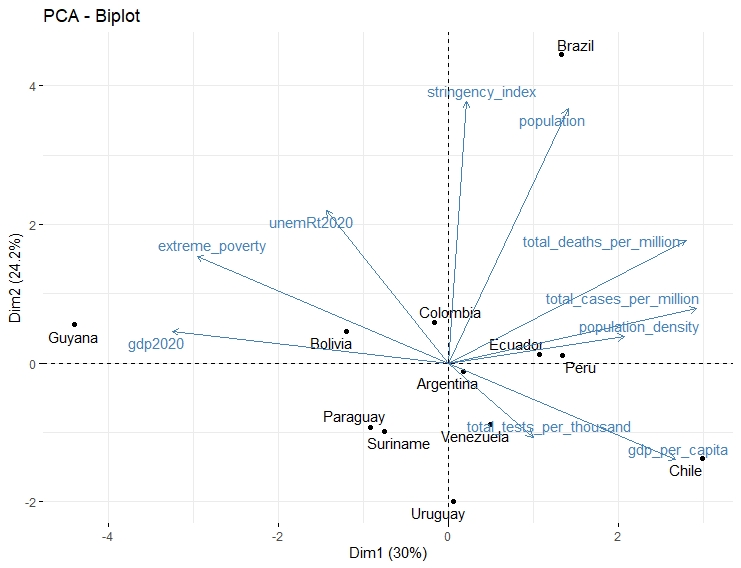 PCA - Biplot
Brazil
4
stringency_index
population
unemRt2020
2
extreme_poverty
total_deaths_per_million
total_cases_per_million
Colombia
population_density
Guyana
gdp2020
Bolivia
Ecuador
0
Peru
Argentina
Paraguay
total_tests_per_thousand
Suriname
Venezuela
gdp_per_capita
Chile
-2
Uruguay
-4
-2
0
2
Dim1 (30%)
Dim2 (24.2%)